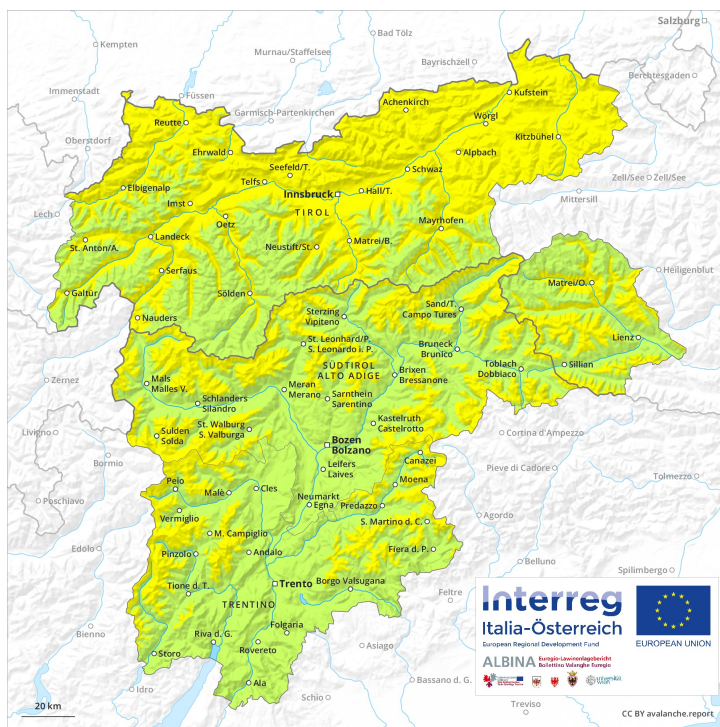 Salzburg
Kempten
Bad Tölz
Murnau/Staffelsee
Bayrischzell
Berchtesgaden
Immenstadt
Füssen
Garmisch-Partenkirchen
Achenkirch
Kufstein
Reutte
Wörgl
Oberstdorf
Ehrwald
Kitzbühel
Alpbach
Seefeld/T.
Schwaz
Telfs
Zell/See
Zell/See
Elbigenalp
Innsbruck
Hall/T.
Mittersill
Imst
TIROL
Lech
Oetz
Mayrhofen
St. Anton/A.
Landeck
Neustift/St.
Matrei/B.
Serfaus
Heiligenblut
Galtür
Sölden
Matrei/O.
Nauders
Sterzing
Vipiteno
Sand/T.
Campo Tures
St. Leonhard/P.
S. Leonardo i. P.
Bruneck
Brunico
Lienz
SÜDTIROL
ALTO ADIGE
Brixen
Bressanone
Toblach
Dobbiaco
Sillian
Zernez
Mals
Malles V.
Meran
Merano
Schlanders
Silandro
Sarnthein
Sarentino
Kastelruth
Castelrotto
Livigno
Sulden
Solda
St. Walburg
S. Valburga
Bozen
Bolzano
Cortina d'Ampezzo
Bormio
Canazei
Leifers
Laives
Pieve di Cadore
Tolmezzo
Poschiavo
Peio
Malè
Cles
Moena
Neumarkt
Egna
Predazzo
Vermiglio
Agordo
S. Martino d. C.
M. Campiglio
Edolo
Pinzolo
Andalo
Fiera d. P.
Belluno
Spilimbergo
Tione d. T.
Trento
Borgo Valsugana
Feltre
TRENTINO
Bienno
Riva d. G.
Folgaria
Rovereto
Asiago
Storo
Idro
Ala
Schio
Bassano d. G.
Treviso
20 km
Interreg
Italia-Österreich
European Regional Development Fund
EUROPEAN UNION
ALBINA
Euregio-Lawinenlagebericht
Bollettino Valanghe Euregio
universität
wien
CC BY avalanche.report